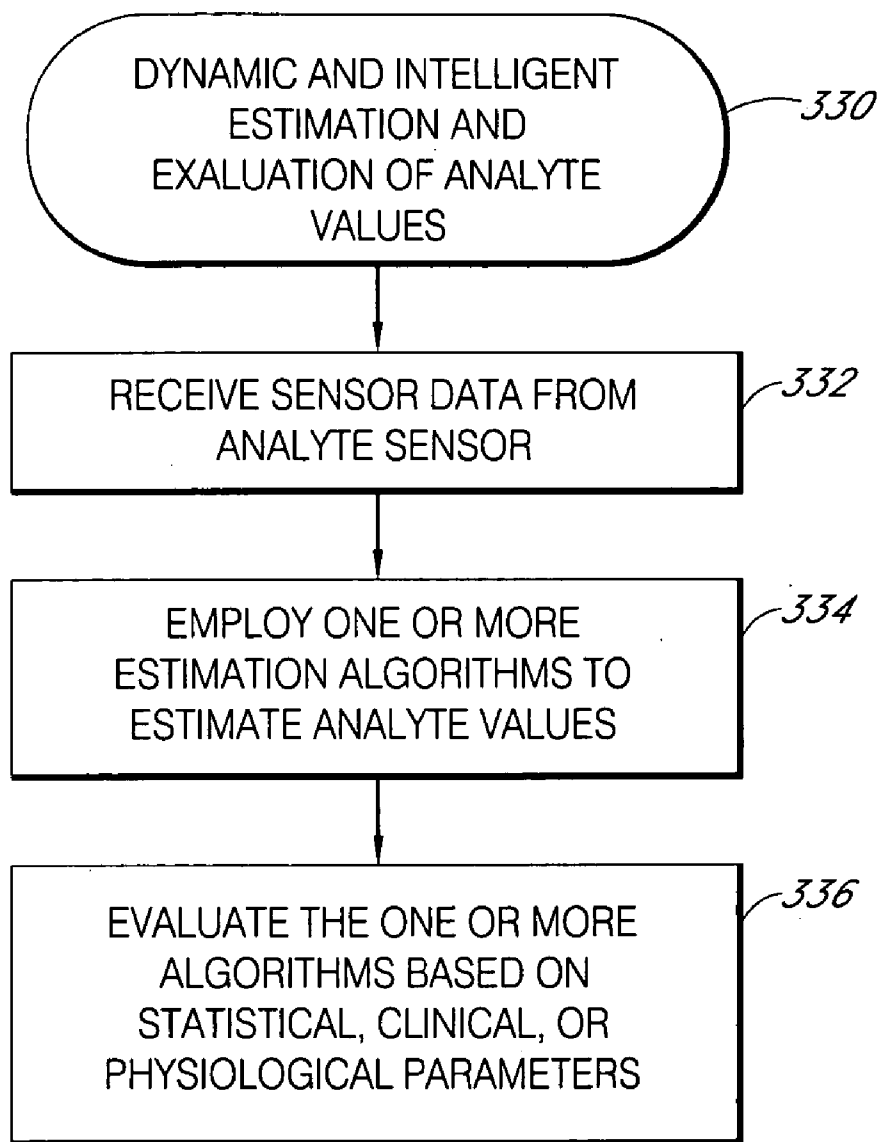 DYNAMIC AND INTELLIGENT
ESTIMATION AND
EXALUATION OF ANALYTE
VALUES
330
RECEIVE SENSOR DATA FROM
ANALYTE SENSOR
332
EMPLOY ONE OR MORE
ESTIMATION ALGORITHMS TO
ESTIMATE ANALYTE VALUES
334
EVALUATE THE ONE OR MORE
ALGORITHMS BASED ON
STATISTICAL, CLINICAL, OR
PHYSIOLOGICAL PARAMETERS
336